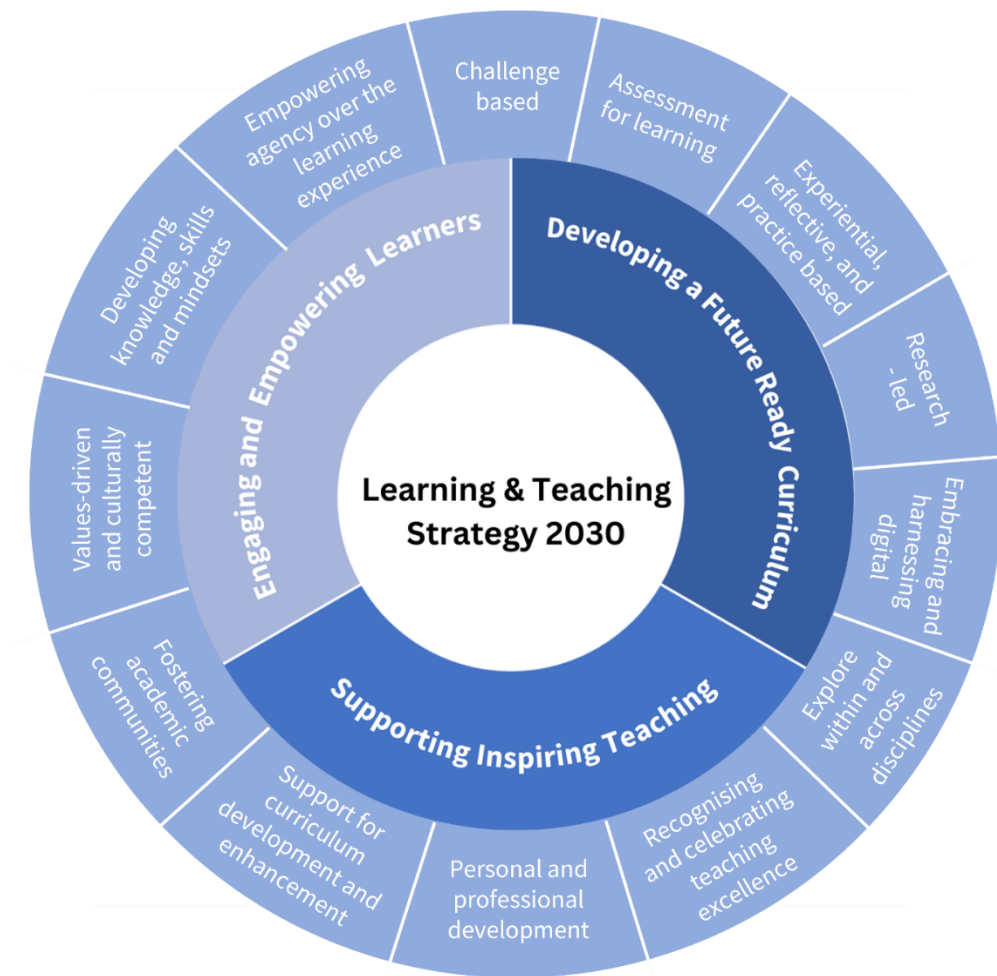 Learning & Teaching
Strategy 2030
Developing a Future Ready Curriculum
Supporting Inspiring Teaching
Engaging and Empowering Learners
Challenge
based
Assessment
for learning
Experiential,
reflective, and
practice based
Research
- led
Embracing and
harnessing
digital
Explore
within and
across
disciplines
Recognising
and celebrating
teaching
excellence
Personal and
professional
development
Support for
curriculum
development and
enhancement
Fostering
academic
communities
Values-driven
and culturally
competent
Developing
knowledge, skills
and mindsets
Empowering
agency over the
learning
experience